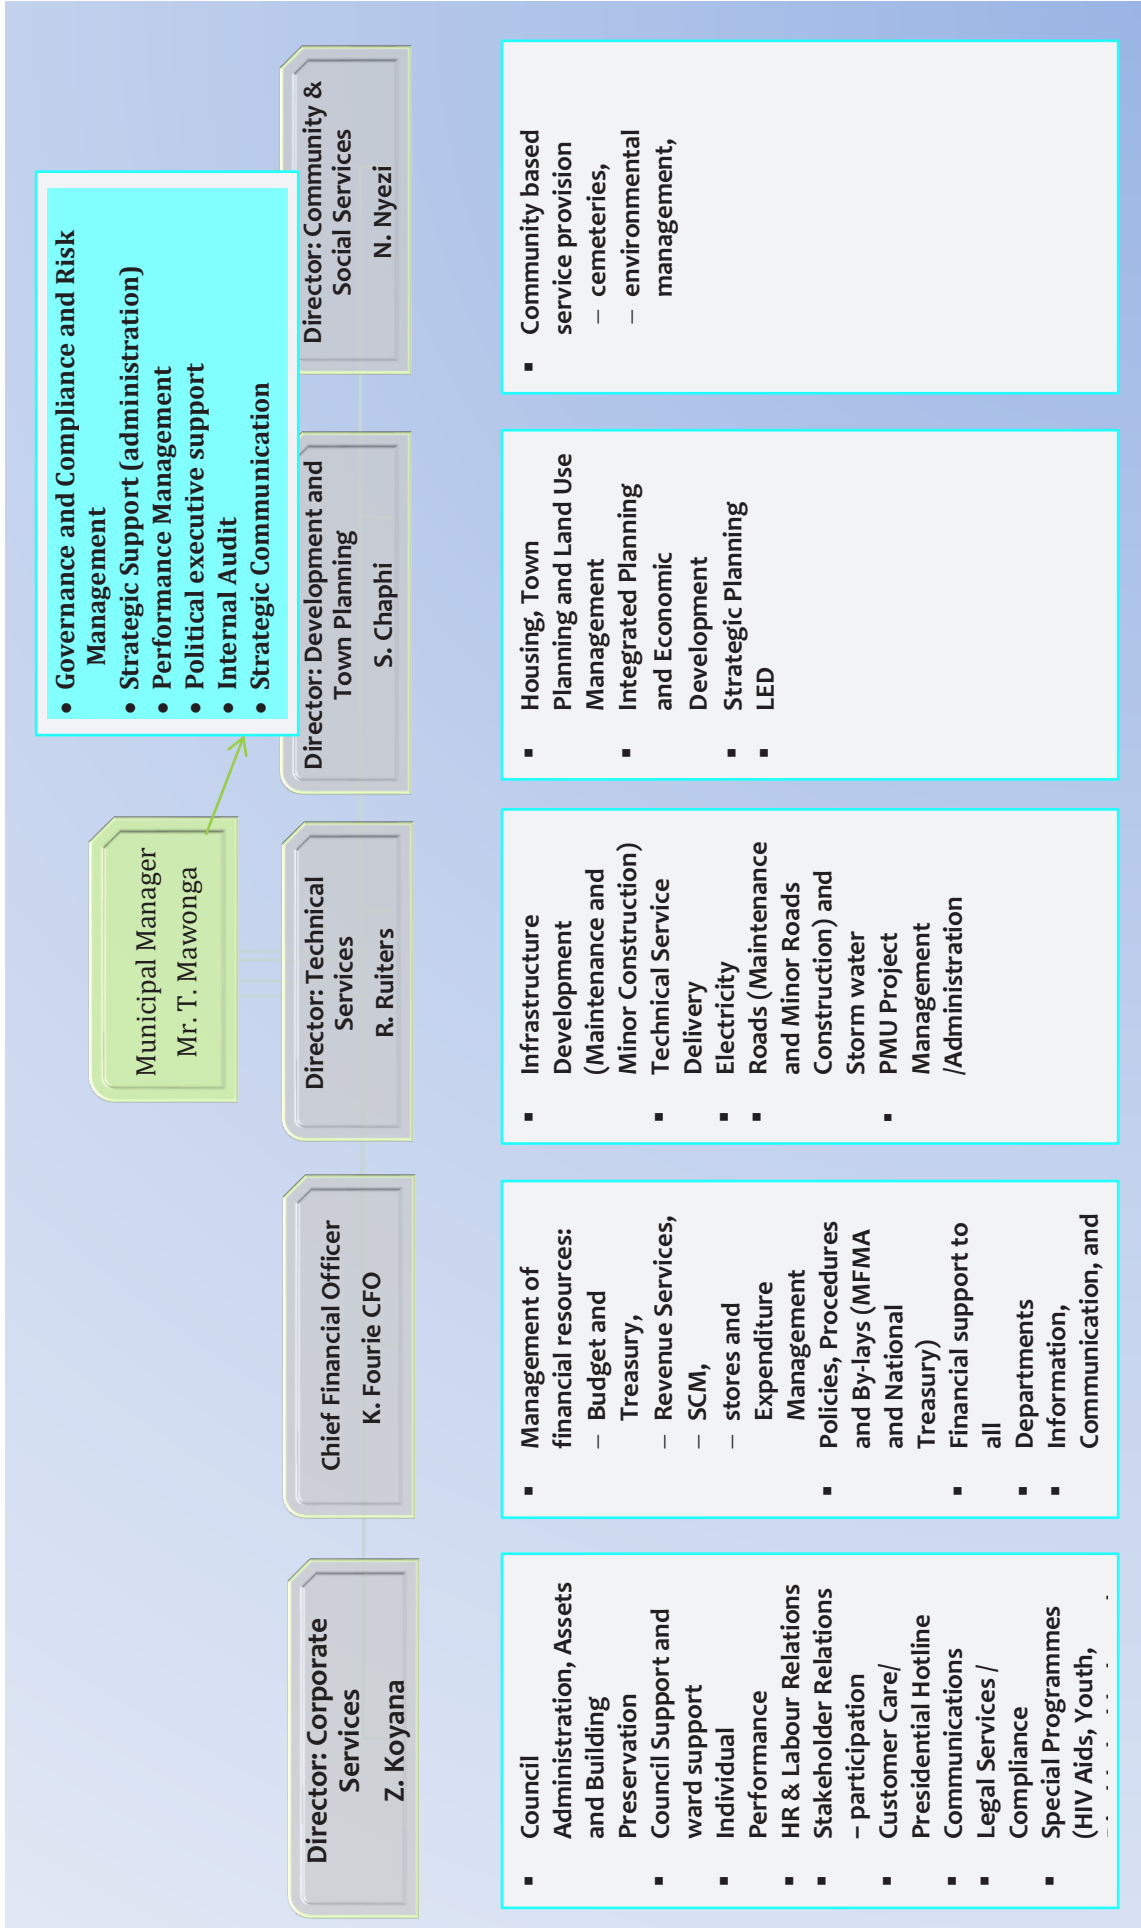 Municipal Manager
Mr. T. Mawonga
• Governance and Compliance and Risk
Management
• Strategic Support (administration)
• Performance Management
• Political executive support
• Internal Audit
• Strategic Communication
Director: Corporate
Services
Z. Koyana
Chief Financial Officer
K. Fourie CFO
Director: Technical
Services
R. Ruiters
Director: Development and
Town Planning
S. Chaphi
Director: Community &
Social Services
N. Nyezi
▪ Council
Administration, Assets
and Building
Preservation
▪ Council Support and
ward support
▪ Individual
Performance
▪ HR & Labour Relations
▪ Stakeholder Relations
– participation
▪ Customer Care/
Presidential Hotline
▪ Communications
▪ Legal Services /
Compliance
▪ Special Programmes
(HIV Aids, Youth,
▪ Management of
financial resources:
– Budget and
Treasury,
– Revenue Services,
– SCM,
– stores and
Expenditure
Management
▪ Policies, Procedures
and By-lays (MFMA
and National
Treasury)
▪ Financial support to
all
▪ Departments
▪ Information,
Communication, and
▪ Infrastructure
Development
(Maintenance and
Minor Construction)
▪ Technical Service
Delivery
▪ Electricity
▪ Roads (Maintenance
and Minor Roads
Construction) and
Storm water
▪ PMU Project
Management
/Administration
▪ Housing, Town
Planning and Land Use
Management
▪ Integrated Planning
and Economic
Development
▪ Strategic Planning
▪ LED
▪ Community based
service provision
– cemeteries,
– environmental
management,